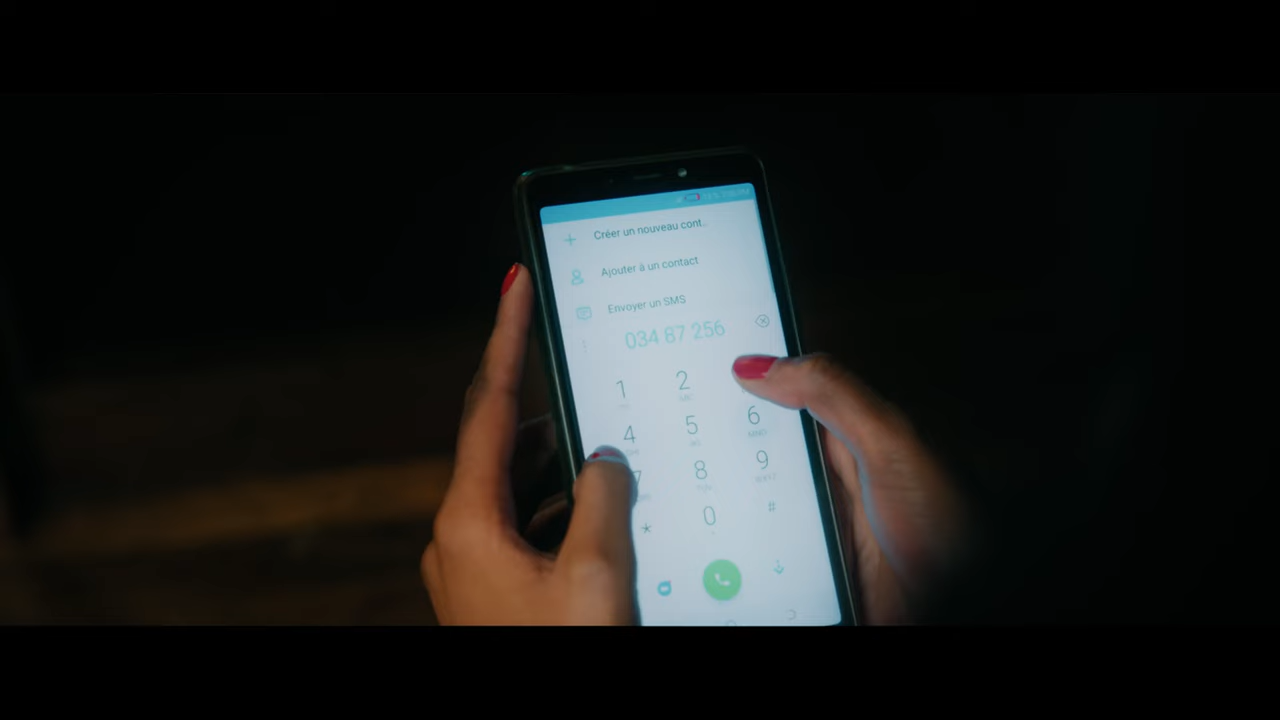 Créer un nouveau cont..
Ajouter à un contact
Envoyer un SMS
034 87 256
1 2
4 5 6
7 8 9
* 0 #